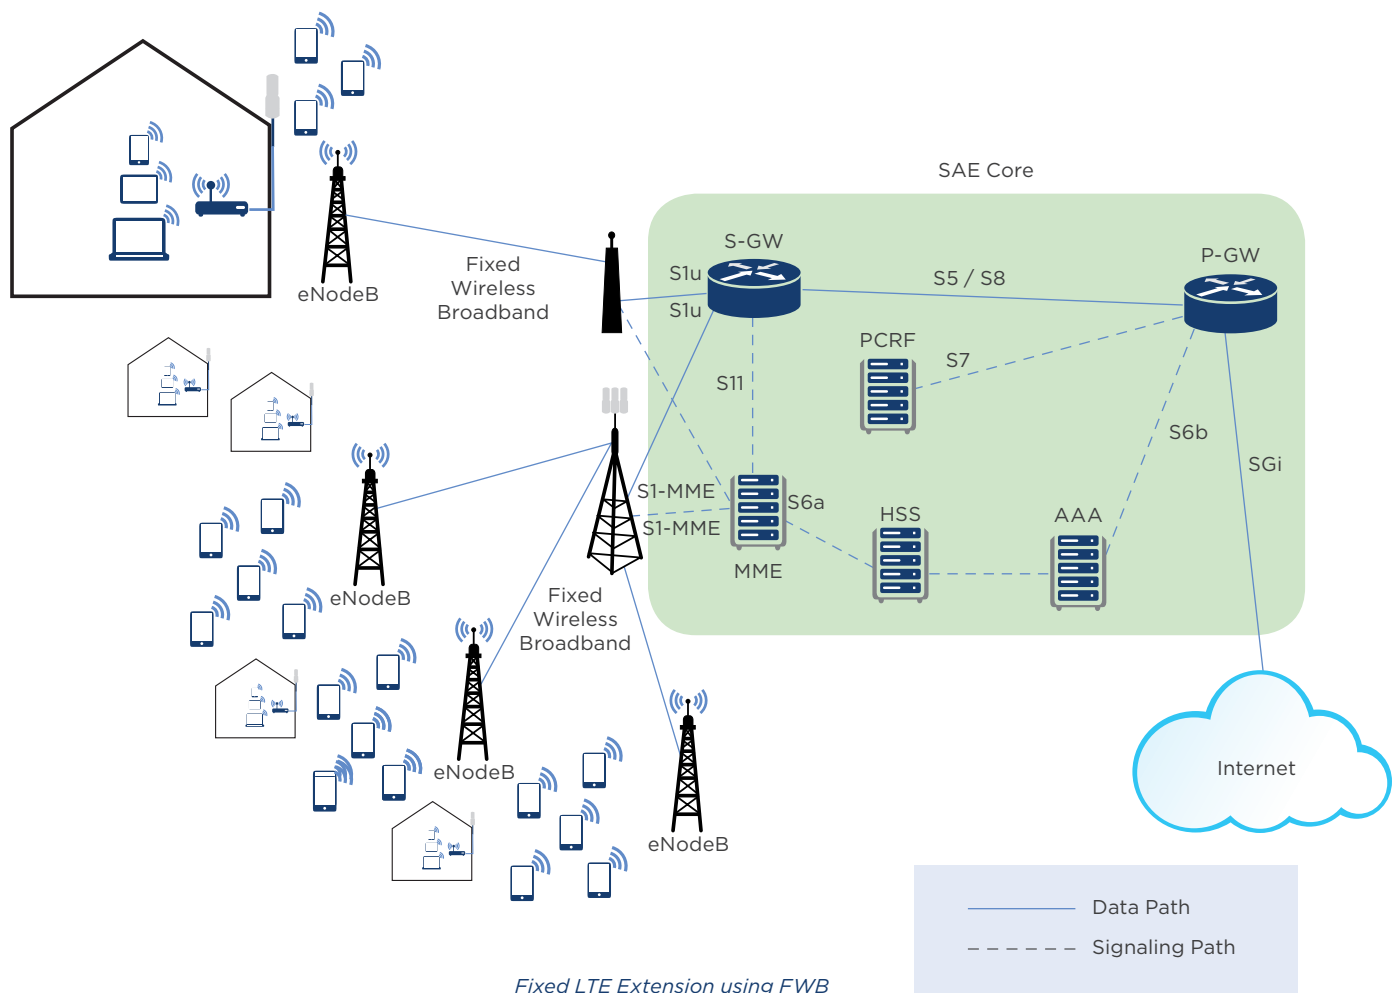 SAE Core
S-GW
P-GW
S1u
S5 / S8
Fixed
Wireless
Broadband
eNodeB
S1u
PCRF
S7
S11
S6b
SGi
S1-MME
S6a
S1-MME
HSS
AAA
MME
eNodeB
Fixed
Wireless
Broadband
eNodeB
Internet
eNodeB
Data Path
Signaling Path
Fixed LTE Extension using FWB